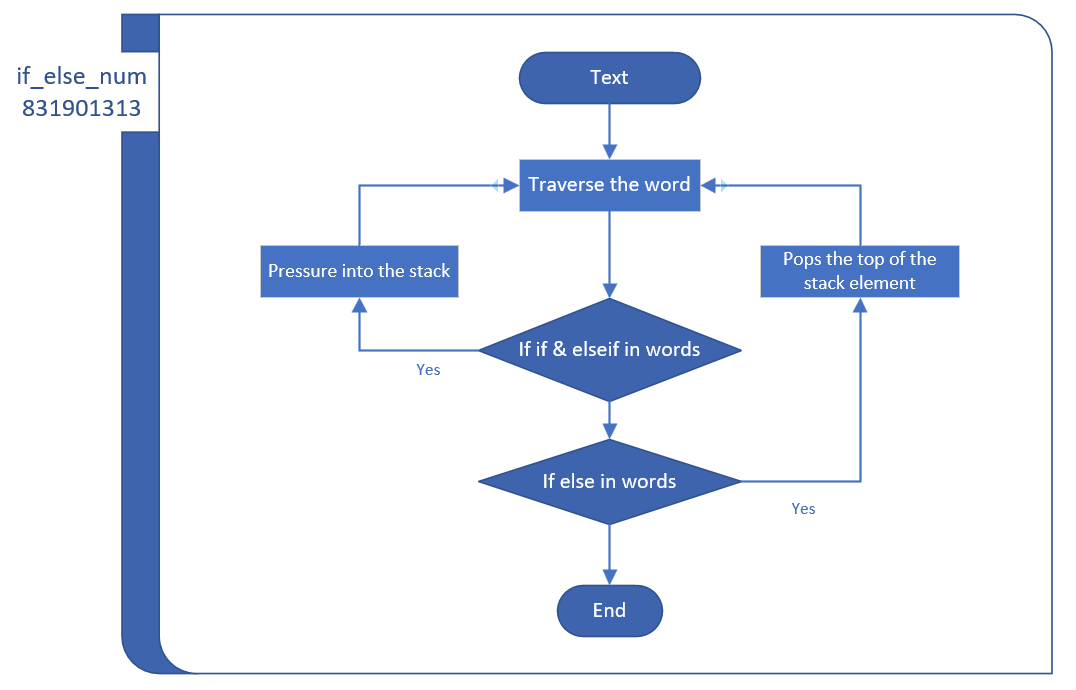 if_else_num
831901313
Text
Traverse the word
Pressure into the stack
Pops the top of the
stack element
If if & elseif in words
Yes
If else in words
Yes
End